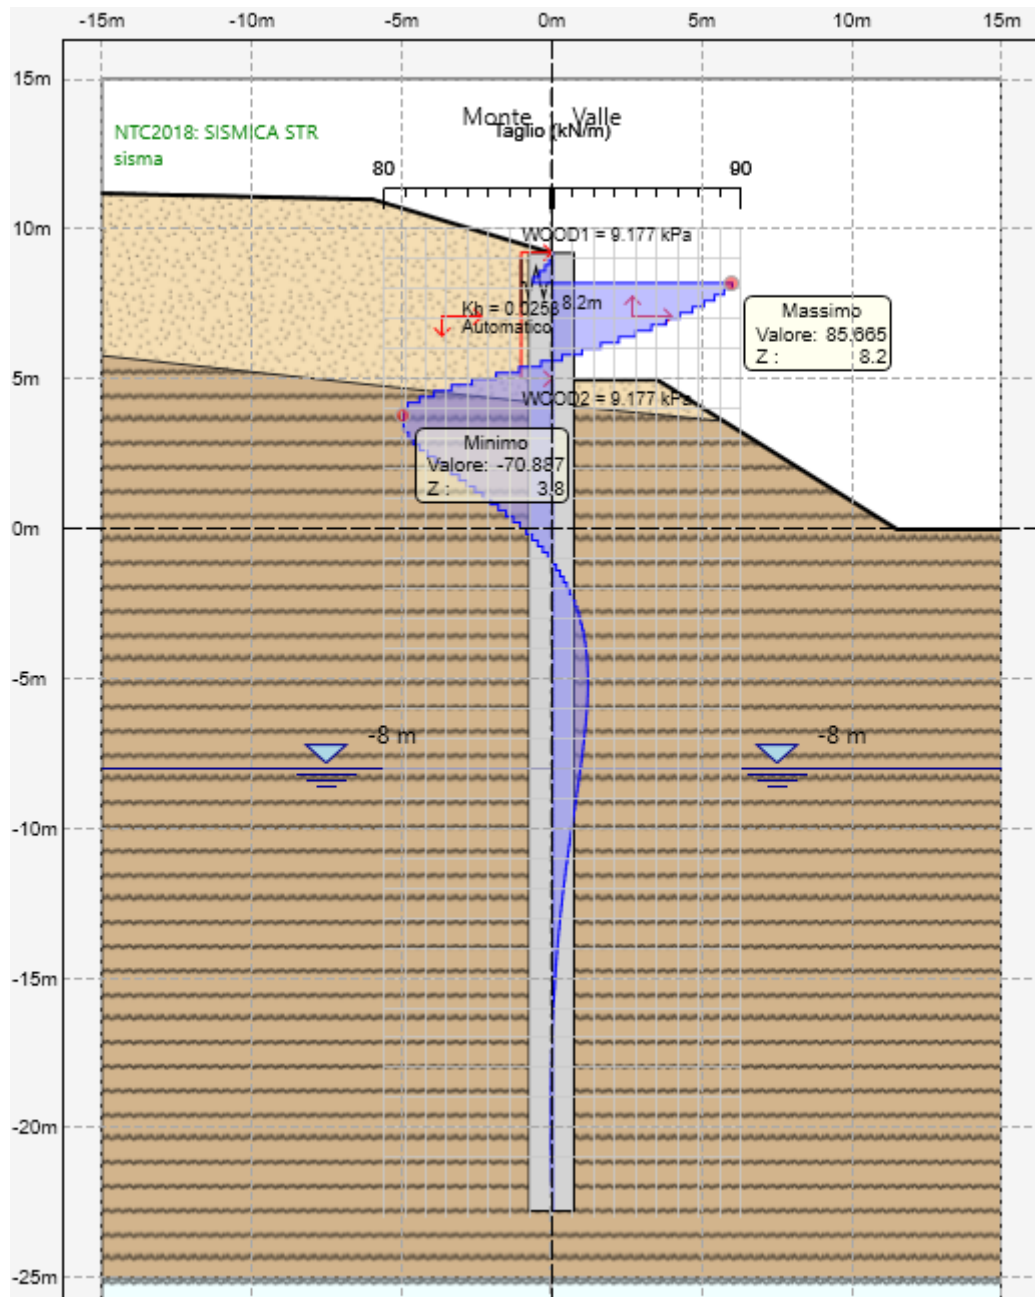 -15m -10m -5m 0m 5m 10m 15m
15m
Monte Valle
NTC2018: SISMICA STR
sisma
Taglio (kN/m)
80 90
10m
WOOD1 = 9.177 kPa
8.2m
Kh = 0.0258
Automatico
Massimo
Valore: 85.665
Z : 8.2
5m
WOOD2 = 9.177 kPa
Minimo
Valore: -70.887
Z : 3.8
0m
-5m
-8 m -8 m
-10m
-15m
-20m
-25m